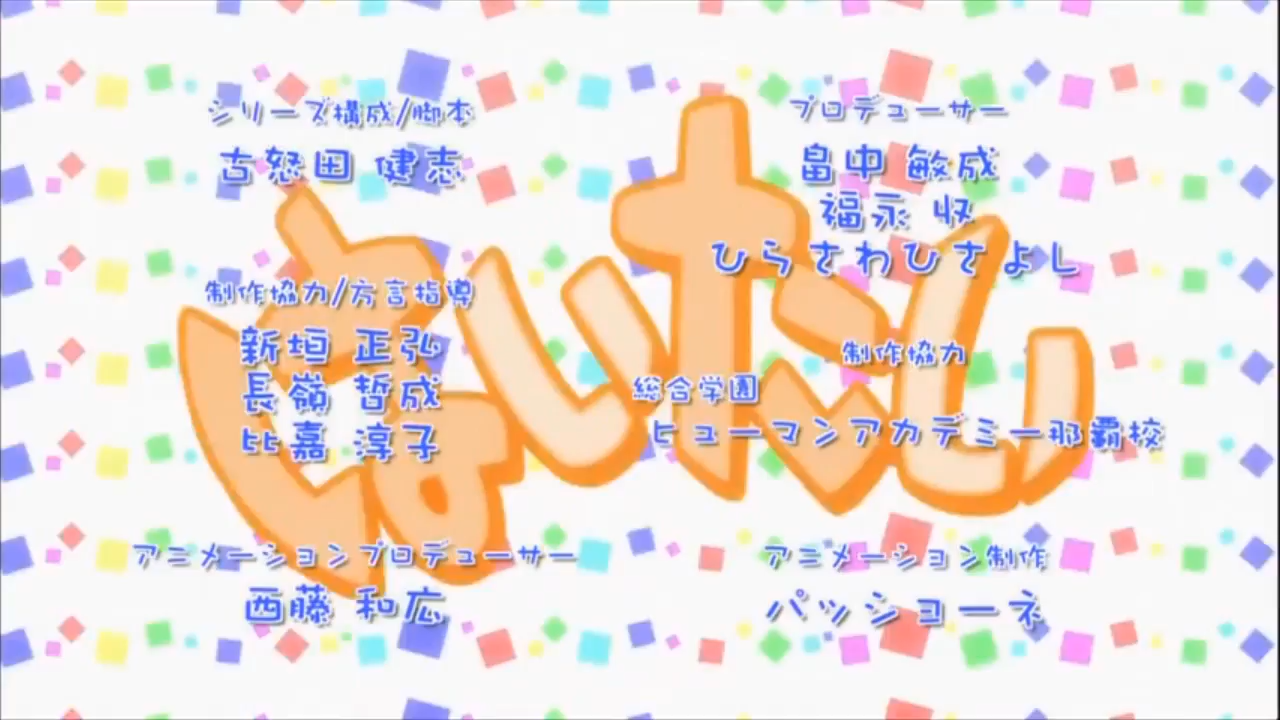 シリーズ構成/脚本
古怒田 健志
制作協力/方言指導
新垣 正弘
長嶺 哲成
比嘉 淳子
アニメーションプロデューサー
西藤 和広
プロデューサー
畠中 敏成
福永 収
ひらさわひさよし
制作協力
総合学園
ヒューマンアカデミー那覇校
アニメーション制作
パッショーネ
はいたい